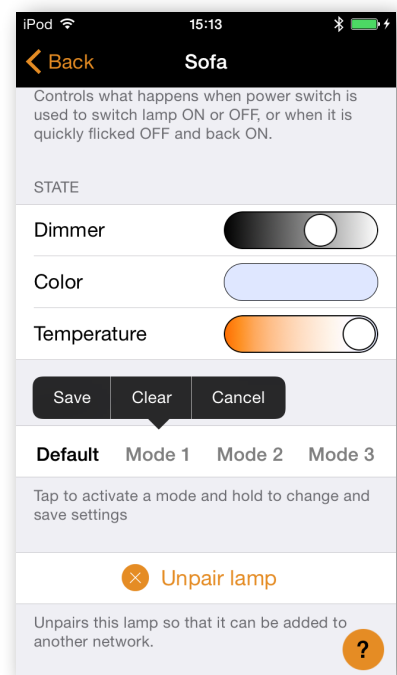 iPod 15:13
Back Sofa
Controls what happens when power switch is
used to switch lamp ON or OFF, or when it is
quickly flicked OFF and back ON.
STATE
Dimmer
Color
Temperature
Save Clear Cancel
Default Mode 1 Mode 2 Mode 3
Tap to activate a mode and hold to change and
save settings
Unpair lamp
Unpairs this lamp so that it can be added to
another network.
?